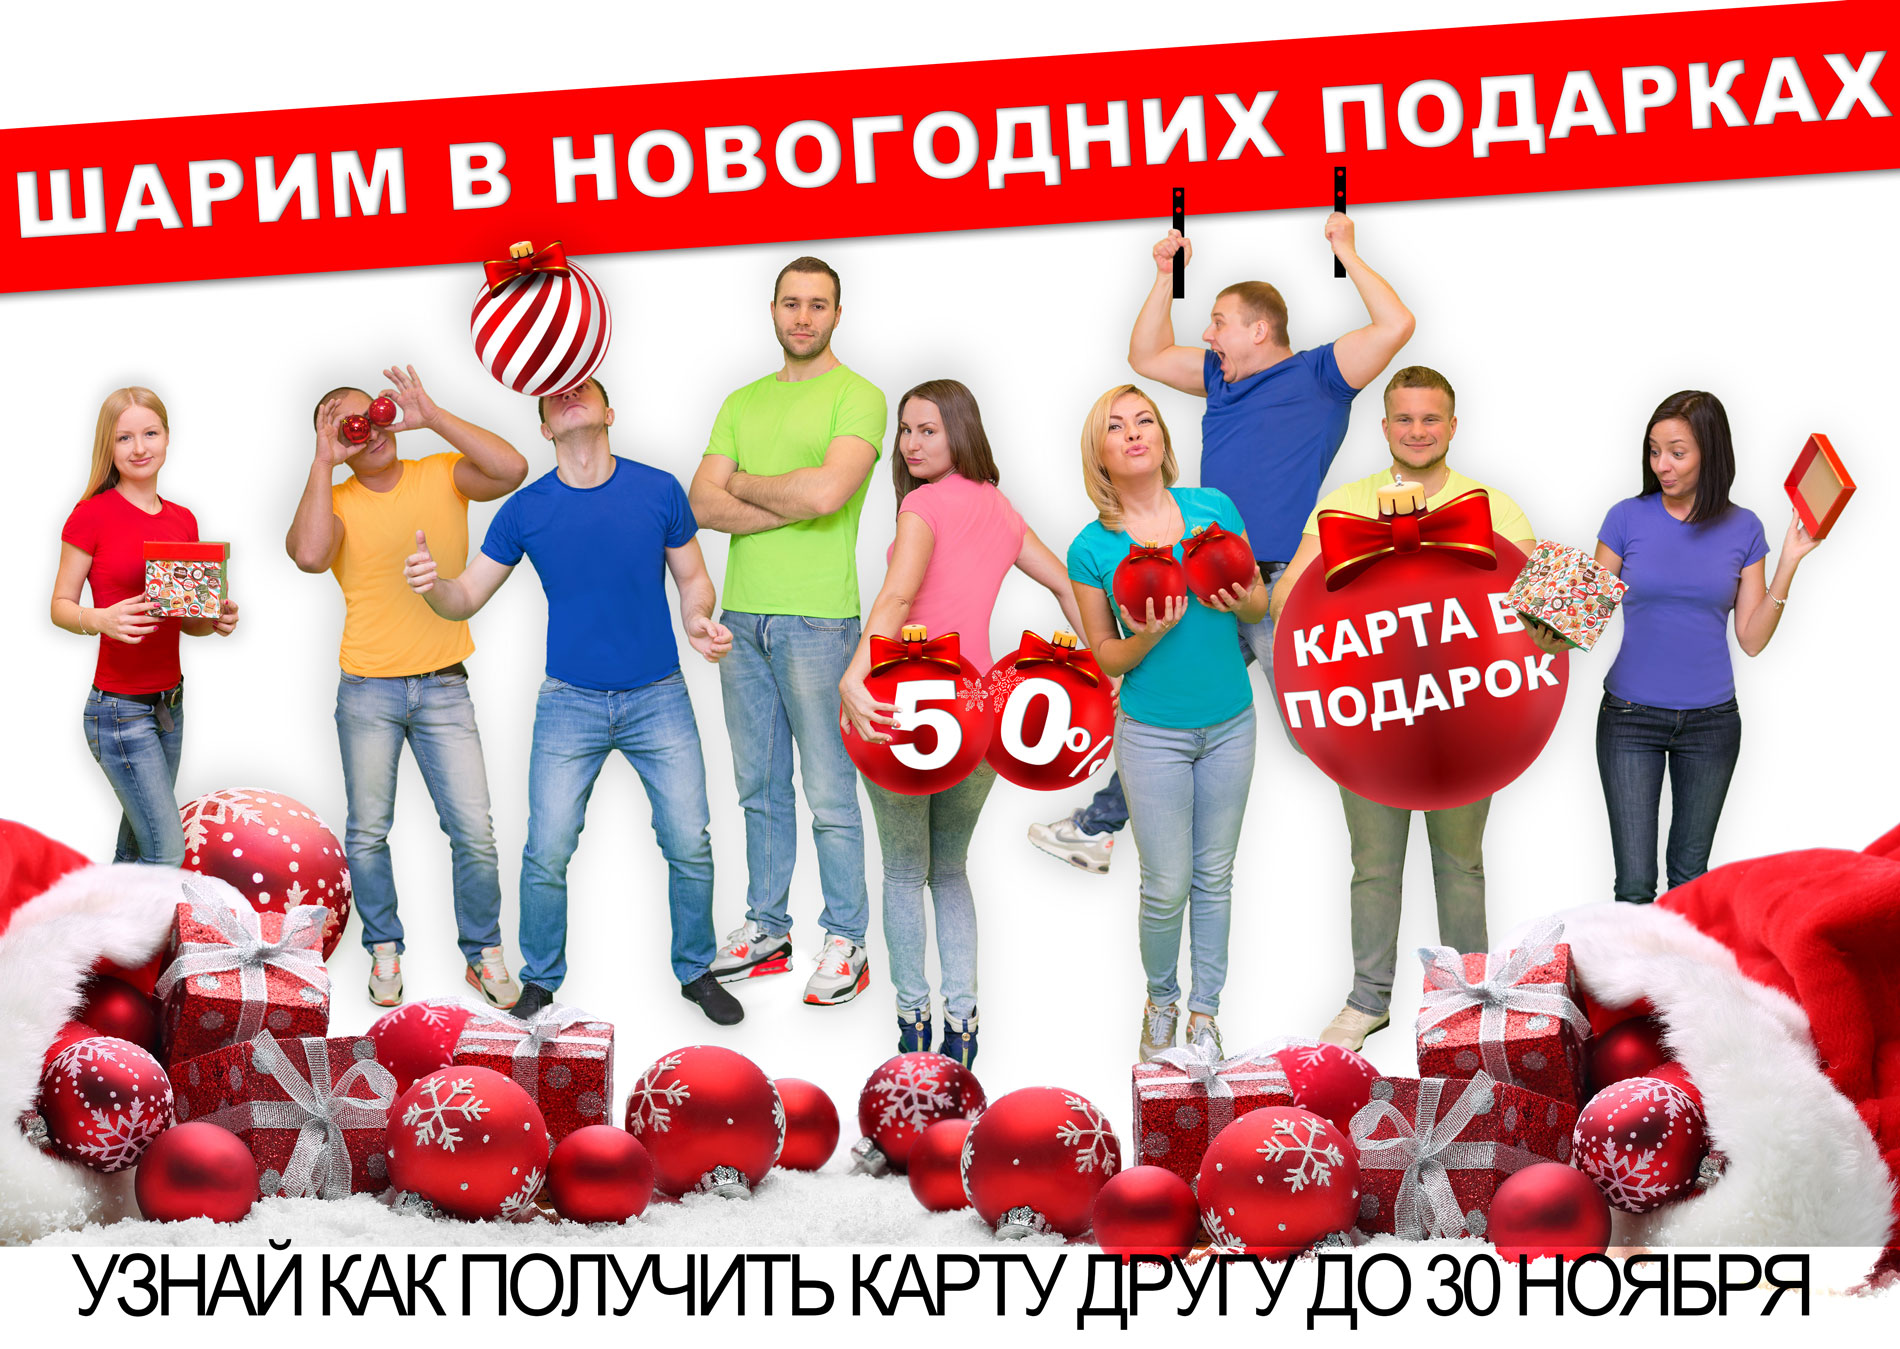 ШАРИМ В НОВОГОДНИХ ПОДАРКАХ
50%
КАРТА В
ПОДАРОК
УЗНАЙ КАК ПОЛУЧИТЬ КАРТУ ДРУГУ ДО 30 НОЯБРЯ